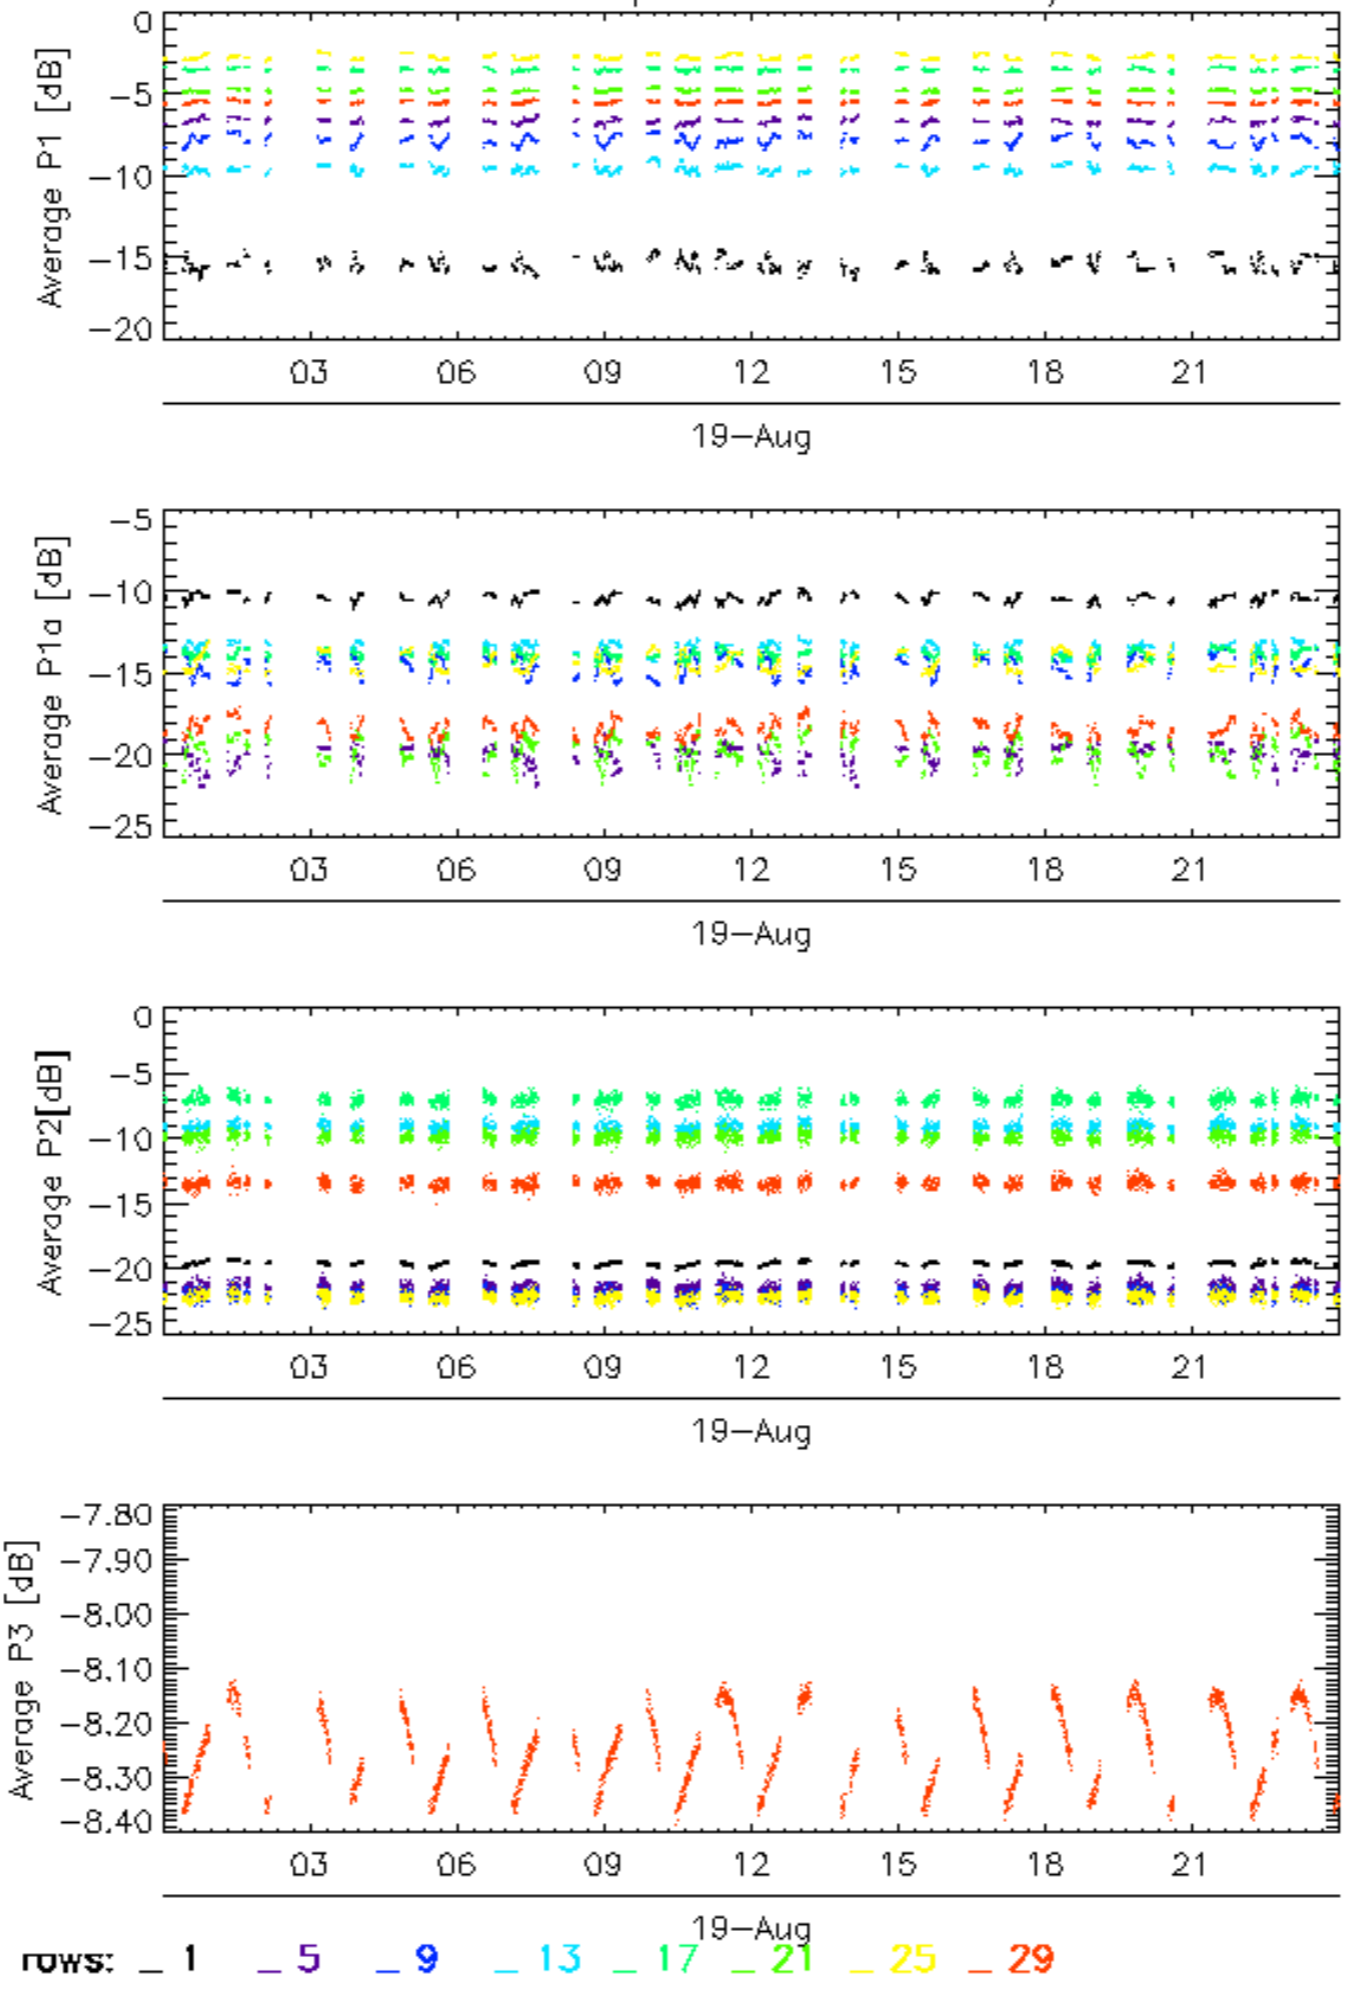 0
−5
−10
−15
−20
Average P1 [dB]
03 06 09 12 15 18 21
19−Aug
−5
−10
−15
−20
−25
Average P1a [dB]
03 06 09 12 15 18 21
19−Aug
0
−5
−10
−15
−20
−25
Average P2[dB]
03 06 09 12 15 18 21
19−Aug
−7.80
−7.90
−8.00
−8.10
−8.20
−8.30
−8.40
Average P3 [dB]
03 06 09 12 15 18 21
19−Aug
rows: _ 1 _ 5 _ 9 _ 13 _ 17 _ 21 _ 25 _ 29